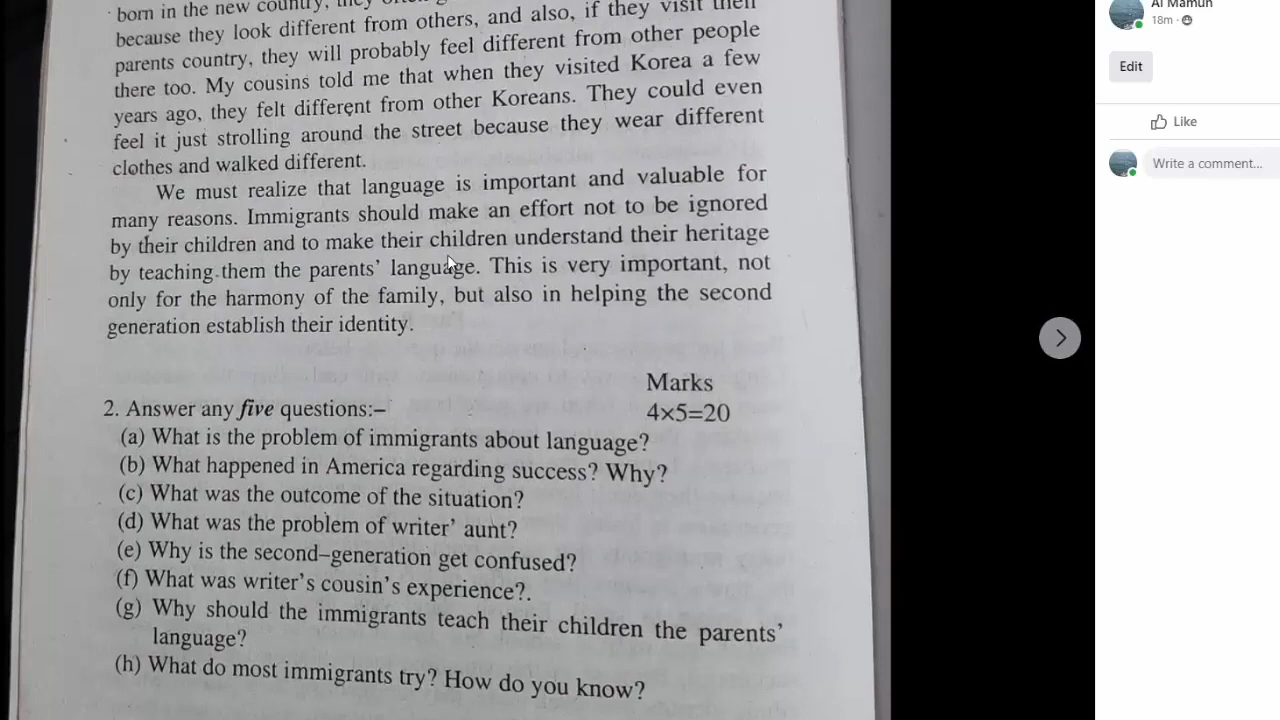 born in the new country, they
because they look different from others, and also, if they visit their
parents country, they will probably feel different from other people
there too. My cousins told me that when they visited Korea a few
years ago, they felt different from other Koreans. They could even
feel it just strolling around the street because they wear different
clothes and walked different.
We must realize that language is important and valuable for
many reasons. Immigrants should make an effort not to be ignored
by their children and to make their children understand their heritage
by teaching them the parents' language. This is very important, not
only for the harmony of the family, but also in helping the second
generation establish their identity.
Marks
2. Answer any five questions:– 4×5=20
(a) What is the problem of immigrants about language?
(b) What happened in America regarding success? Why?
(c) What was the outcome of the situation?
(d) What was the problem of writer' aunt?
(e) Why is the second–generation get confused?
(f) What was writer's cousin's experience?.
(g) Why should the immigrants teach their children the parents'
language?
(h) What do most immigrants try? How do you know?
Al Mamun
18m
Edit
Like
Write a comment...